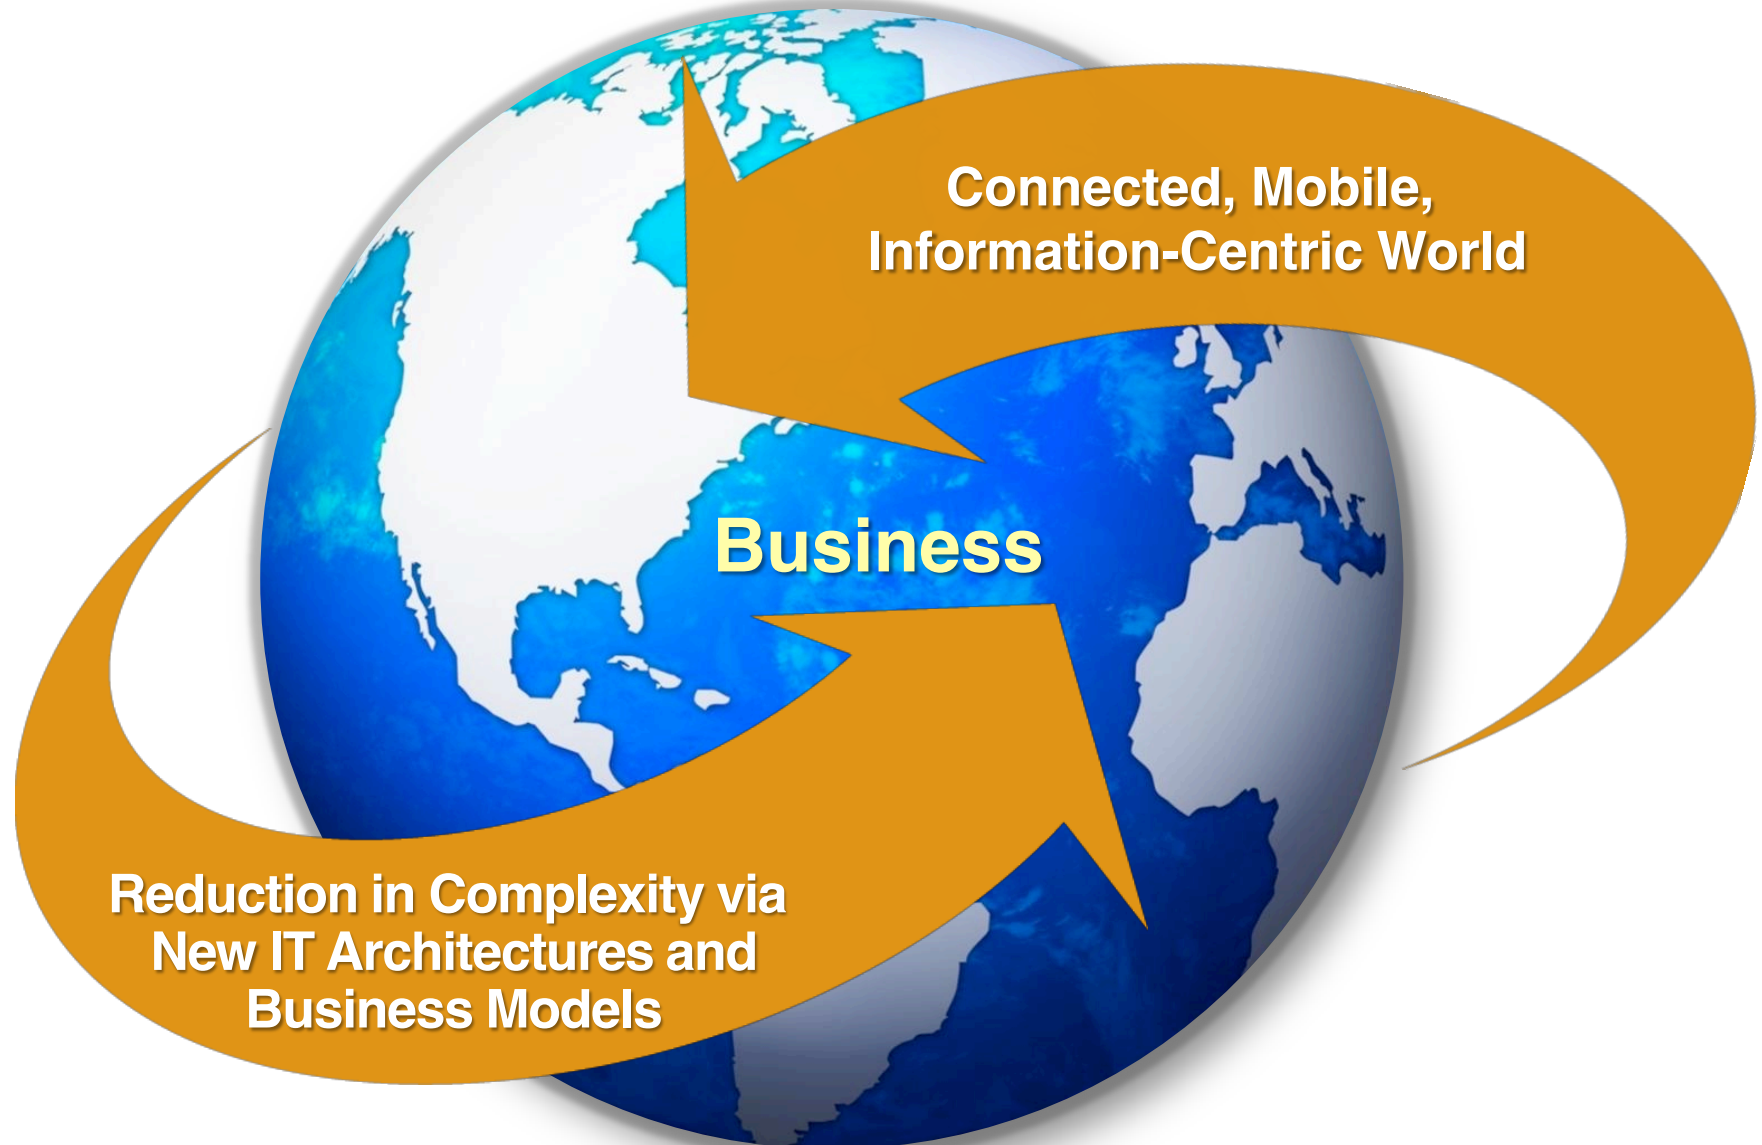 Connected, Mobile,
Information-Centric World
Business
Reduction in Complexity via
New IT Architectures and
Business Models